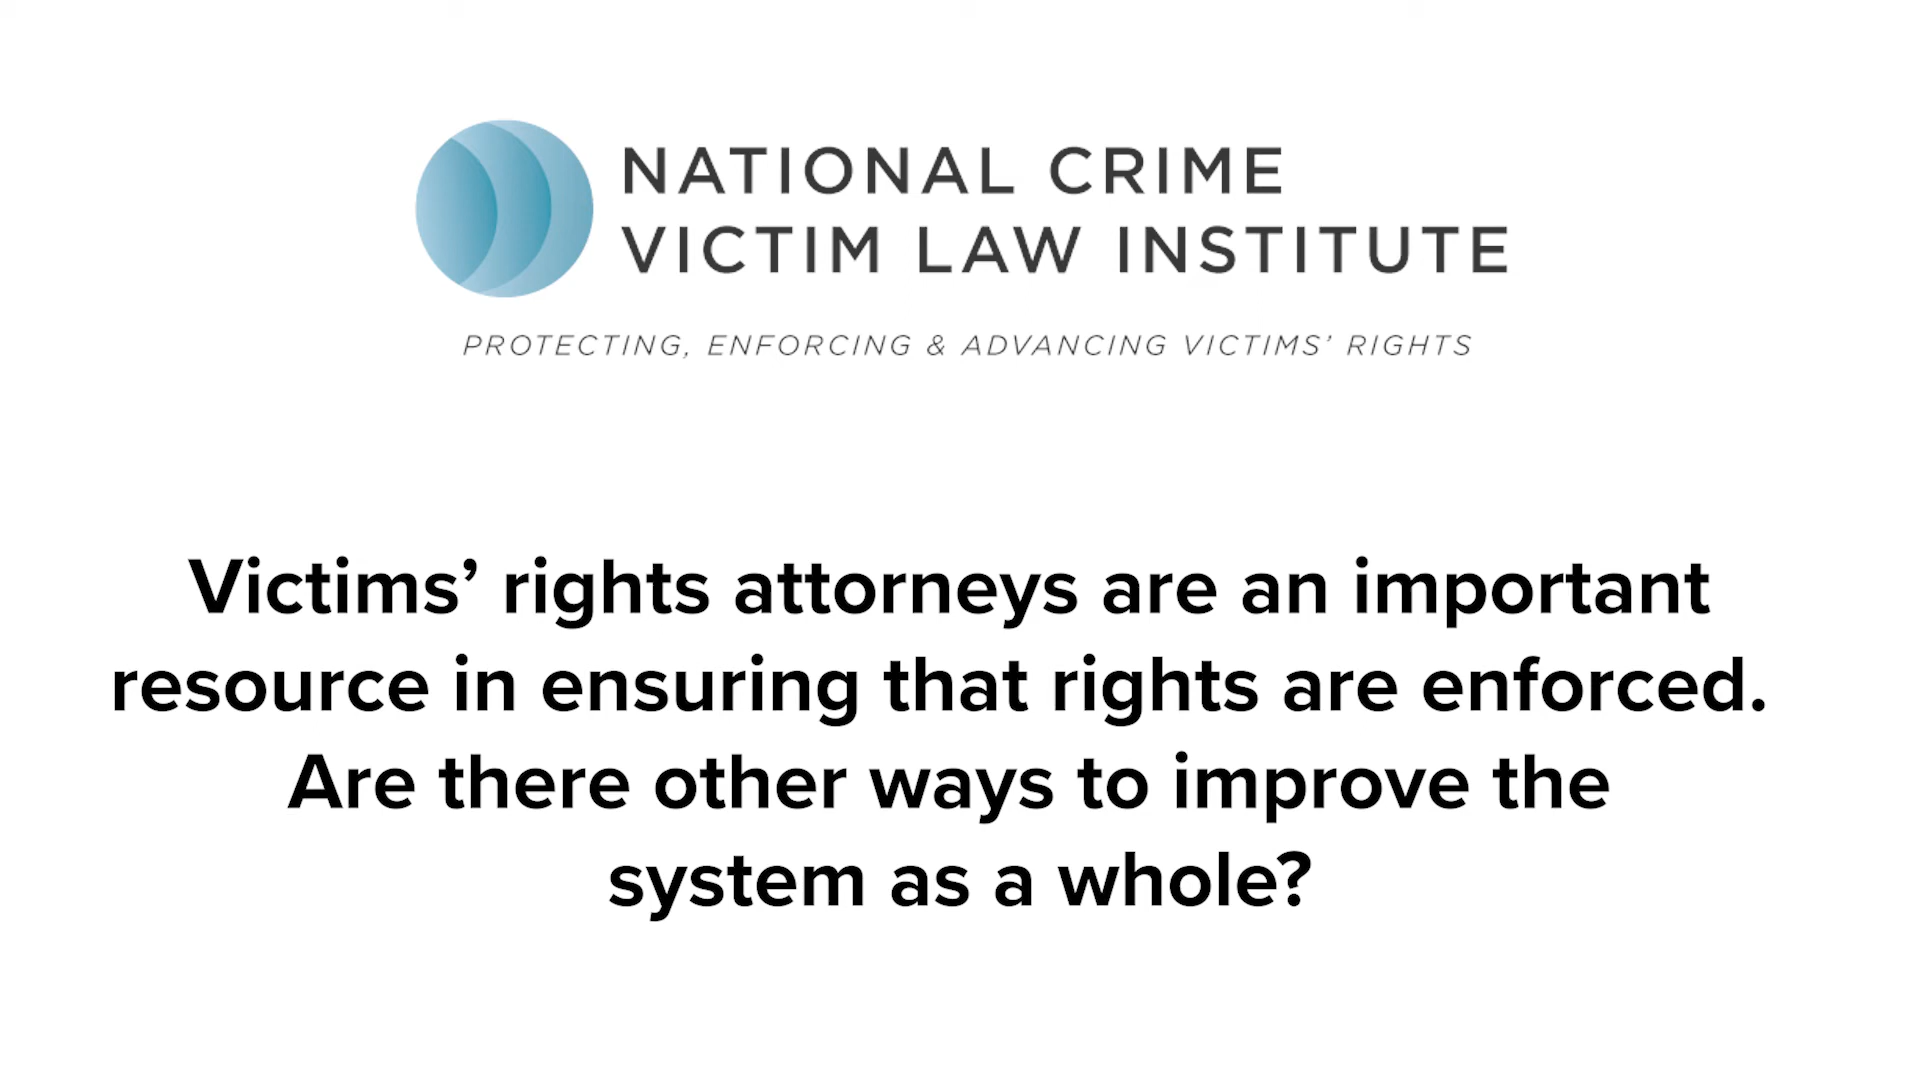 NATIONAL CRIME
VICTIM LAW INSTITUTE
PROTECTING, ENFORCING & ADVANCING VICTIMS’ RIGHTS
Victims’ rights attorneys are an important
resource in ensuring that rights are enforced.
Are there other ways to improve the
system as a whole?